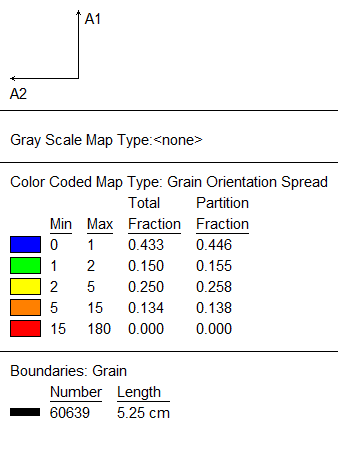 A1
A2
Gray Scale Map Type:<none>
Color Coded Map Type: Grain Orientation Spread
Total Partition
Min Max Fraction Fraction
0 1 0.433 0.446
1 2 0.150 0.155
2 5 0.250 0.258
5 15 0.134 0.138
15 180 0.000 0.000
Boundaries: Grain
Number Length
60639 5.25 cm